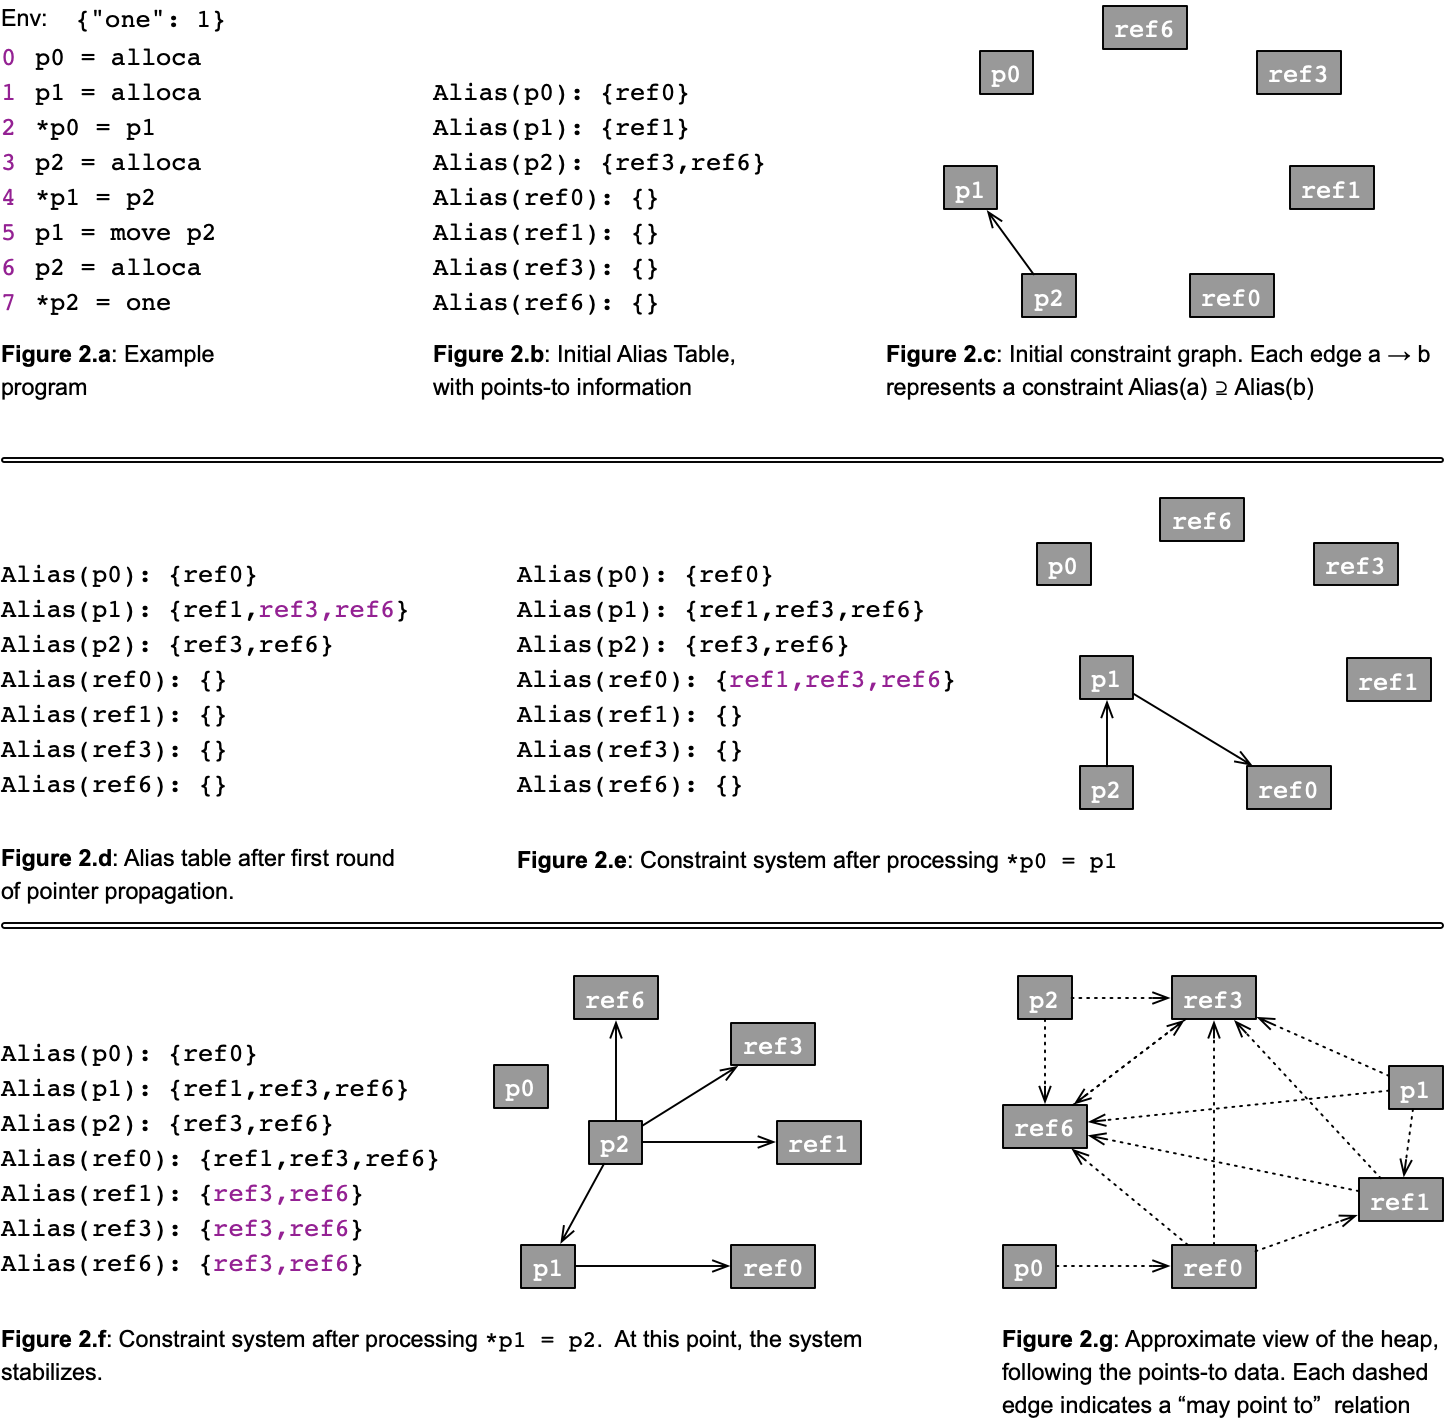 Env: {"one": 1}
0 p0 = alloca
1 p1 = alloca
2 *p0 = p1
3 p2 = alloca
4 *p1 = p2
5 p1 = move p2
6 p2 = alloca
7 *p2 = one
Figure 2.a: Example
program
Alias(p0): {ref0}
Alias(p1): {ref1}
Alias(p2): {ref3,ref6}
Alias(ref0): {}
Alias(ref1): {}
Alias(ref3): {}
Alias(ref6): {}
Figure 2.b: Initial Alias Table,
with points-to information
ref6
p0
ref3
p1
ref1
p2
ref0
Figure 2.c: Initial constraint graph. Each edge a → b
represents a constraint Alias(a) ⊇ Alias(b)
Alias(p0): {ref0}
Alias(p1): {ref1,ref3,ref6}
Alias(p2): {ref3,ref6}
Alias(ref0): {}
Alias(ref1): {}
Alias(ref3): {}
Alias(ref6): {}
Figure 2.d: Alias table after first round
of pointer propagation.
Alias(p0): {ref0}
Alias(p1): {ref1,ref3,ref6}
Alias(p2): {ref3,ref6}
Alias(ref0): {ref1,ref3,ref6}
Alias(ref1): {}
Alias(ref3): {}
Alias(ref6): {}
ref6
p0
ref3
p1
ref1
p2
ref0
Figure 2.e: Constraint system after processing *p0 = p1
Alias(p0): {ref0}
Alias(p1): {ref1,ref3,ref6}
Alias(p2): {ref3,ref6}
Alias(ref0): {ref1,ref3,ref6}
Alias(ref1): {ref3,ref6}
Alias(ref3): {ref3,ref6}
Alias(ref6): {ref3,ref6}
ref6
ref3
p0
p2
ref1
p1
ref0
Figure 2.f: Constraint system after processing *p1 = p2. At this point, the system
stabilizes.
p2
ref3
p1
ref6
ref1
p0
ref0
Figure 2.g: Approximate view of the heap,
following the points-to data. Each dashed
edge indicates a “may point to” relation